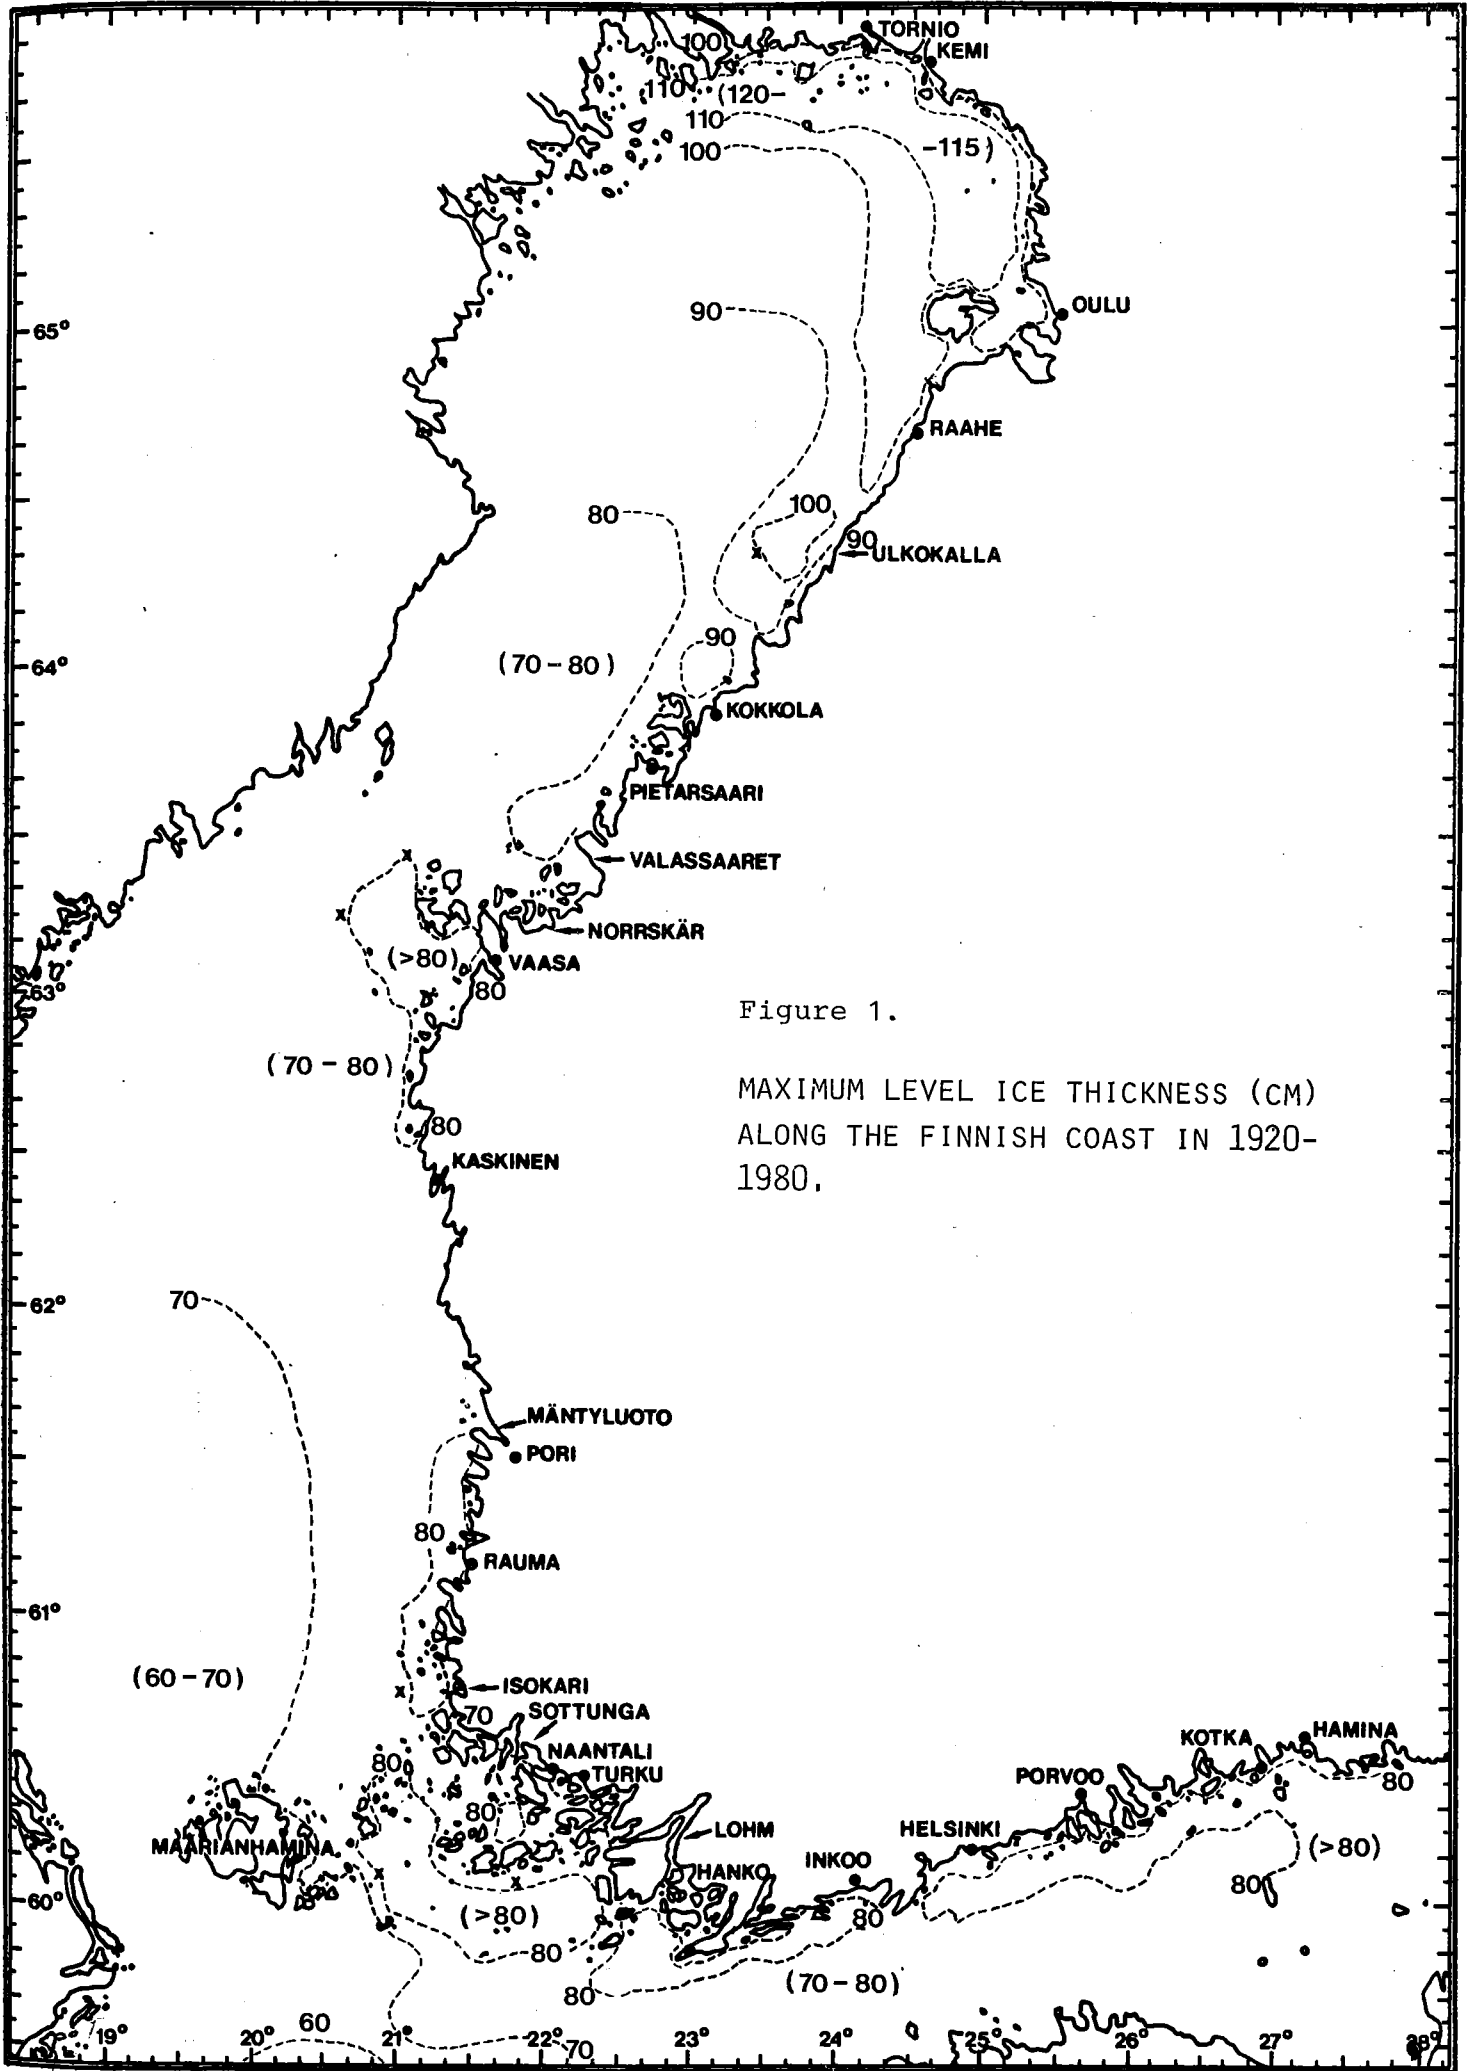 TORNIO
100
KEMI
110
(120-
110
-115)
100
90
OULU
65°
RAAHE
80
100
90
ULKOKALLA
90
(70-80)
64°
KOKKOLA
PIETARSAARI
VALASSAARET
NORRSKÄR
(>80)
VAASA
80
63°
Figure 1.
(70-80)
MAXIMUM LEVEL ICE THICKNESS (CM)
ALONG THE FINNISH COAST IN 1920-
1980.
80
KASKINEN
70
62°
MÄNTYLUOTO
PORI
80
RAUMA
61°
(60-70)
ISOKARI
70
SOTTUNGA
KOTKA
HAMINA
NAANTALI
80
TURKU
PORVOO
80
80
LOHM
HELSINKI
MAARIANHAMINA
(>80)
INKOO
HANKO
80
60°
(>80)
80
80
(70-80)
80
60
70
19°
20°
21°
22°
23°
24°
25°
26°
27°
28°